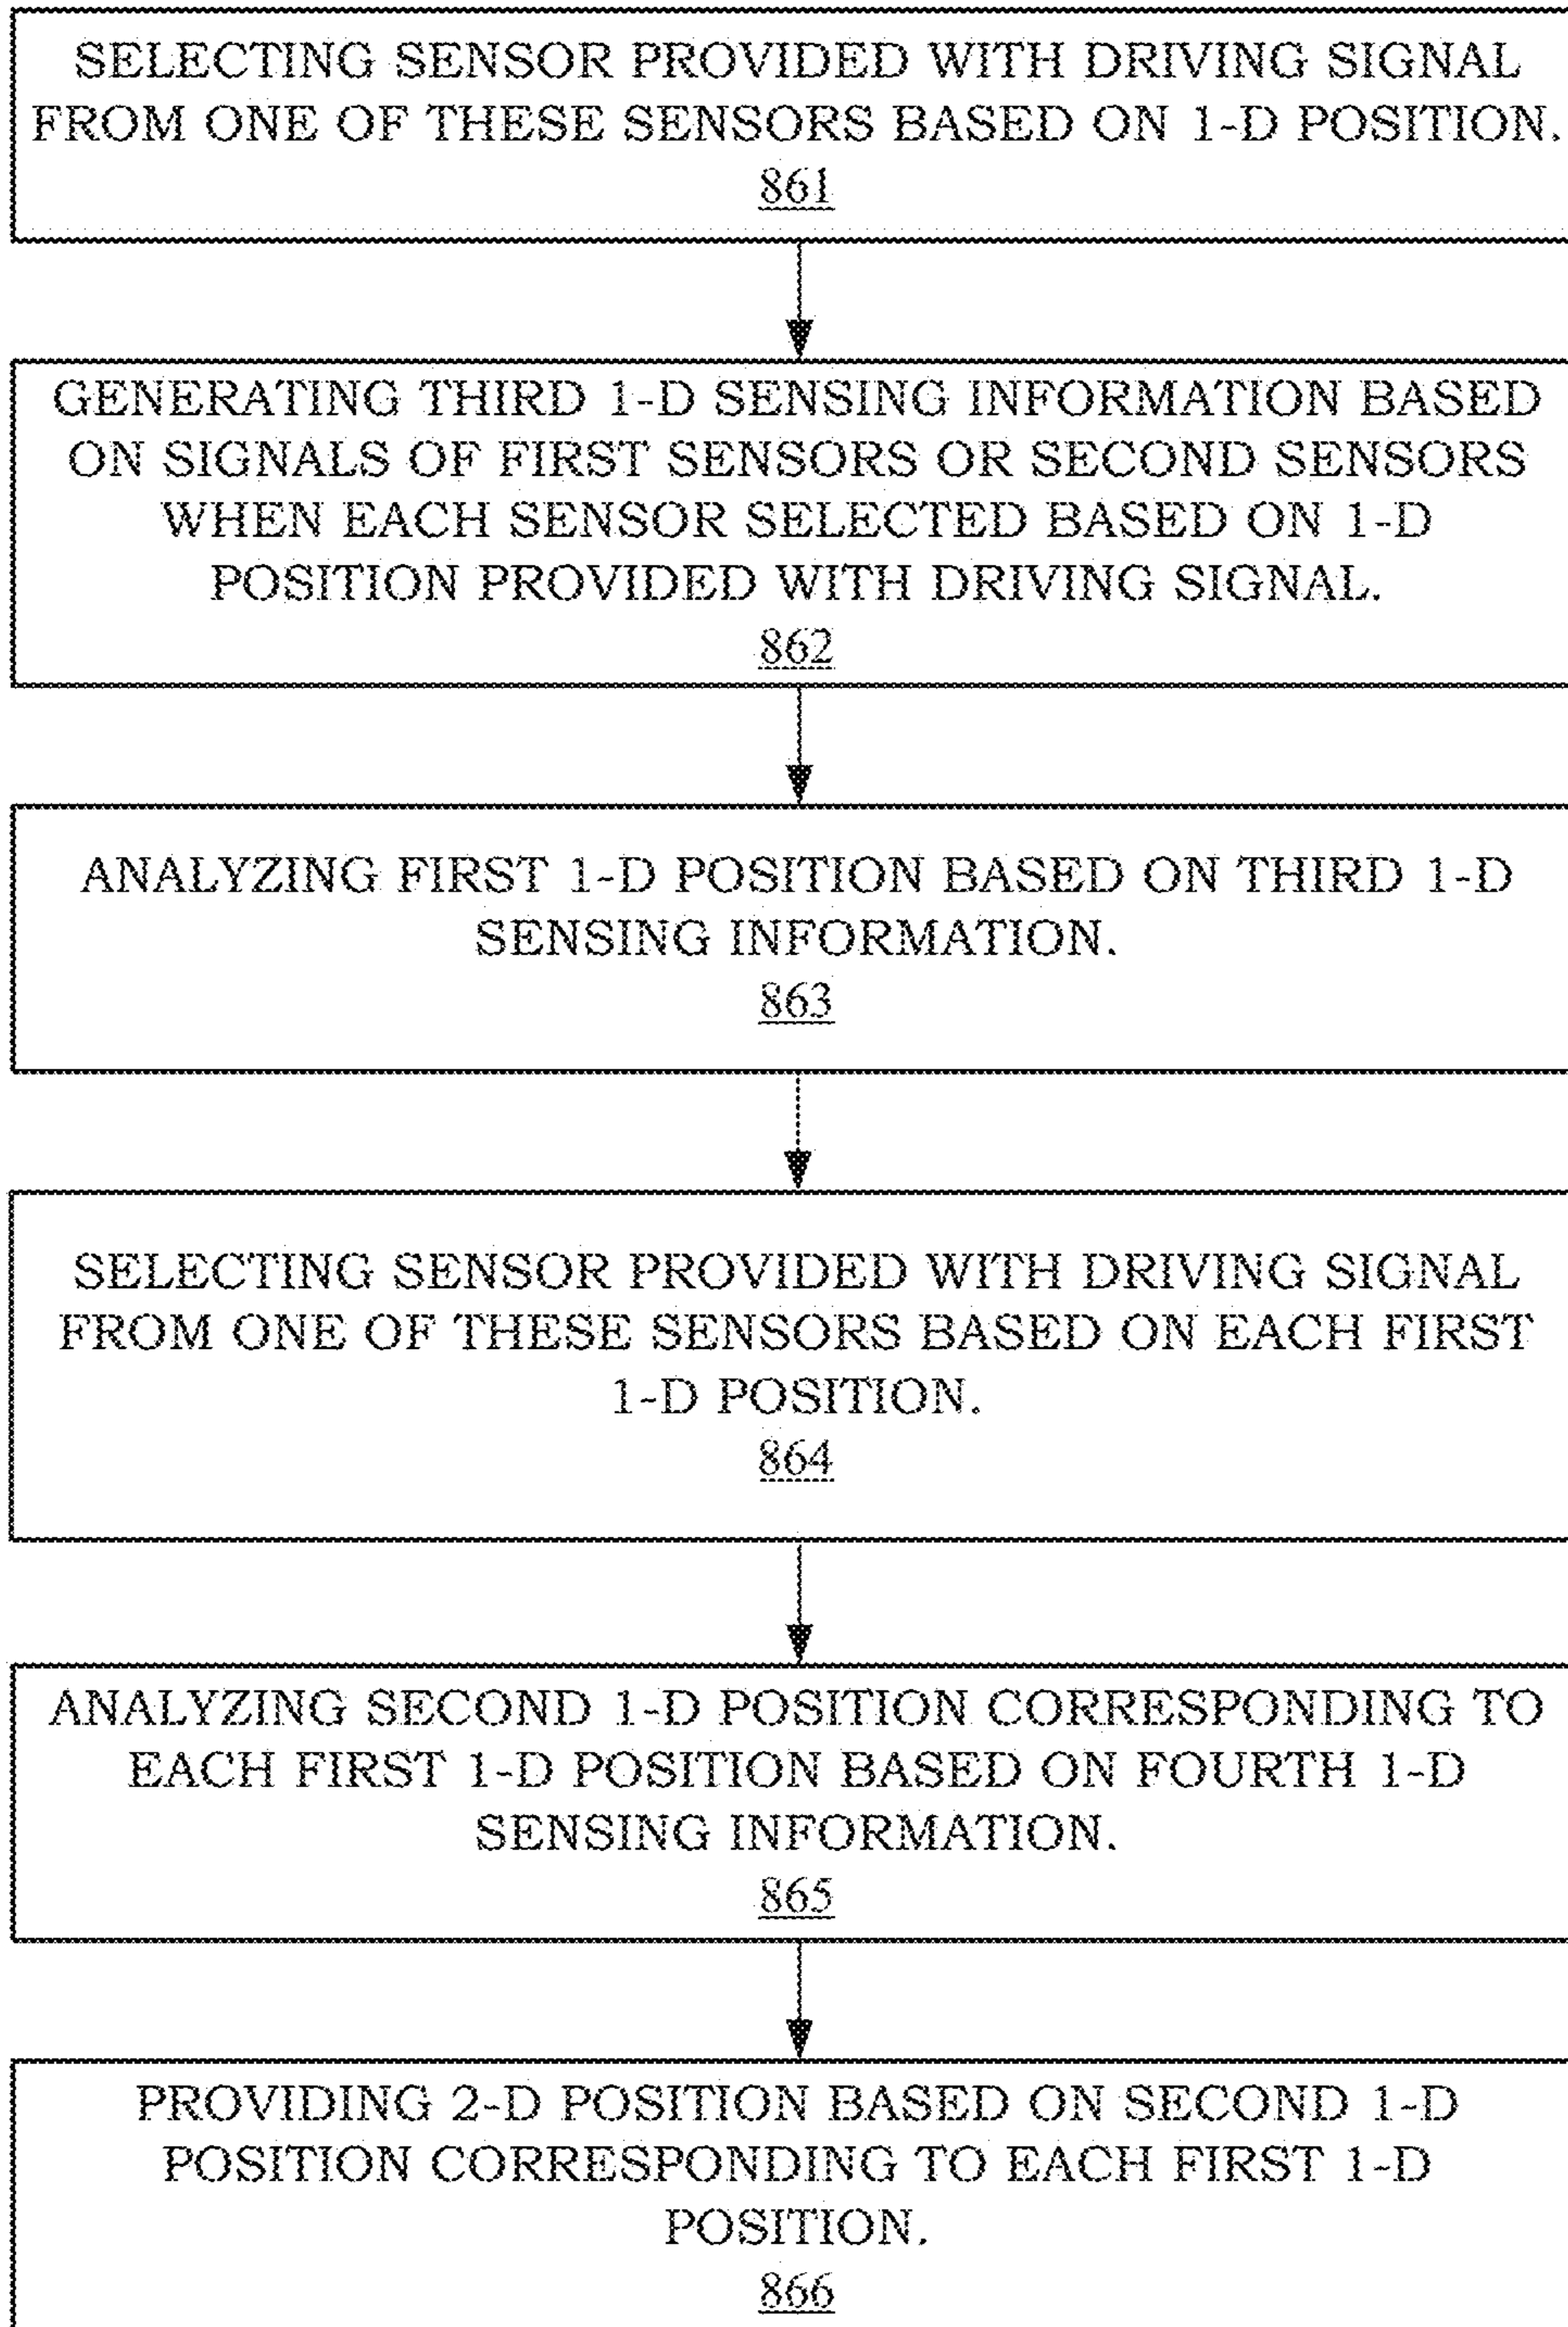 SELECTING SENSOR PROVIDED WITH DRIVING SIGNAL
FROM ONE OF THESE SENSORS BASED ON 1-D POSITION.
861
GENERATING THIRD 1-D SENSING INFORMATION BASED
ON SIGNALS OF FIRST SENSORS OR SECOND SENSORS
WHEN EACH SENSOR SELECTED BASED ON 1-D
POSITION PROVIDED WITH DRIVING SIGNAL.
862
ANALYZING FIRST 1-D POSITION BASED ON THIRD 1-D
SENSING INFORMATION.
863
SELECTING SENSOR PROVIDED WITH DRIVING SIGNAL
FROM ONE OF THESE SENSORS BASED ON EACH FIRST
1-D POSITION.
864
ANALYZING SECOND 1-D POSITION CORRESPONDING TO
EACH FIRST 1-D POSITION BASED ON FOURTH 1-D
SENSING INFORMATION.
865
PROVIDING 2-D POSITION BASED ON SECOND 1-D
POSITION CORRESPONDING TO EACH FIRST 1-D
POSITION.
866